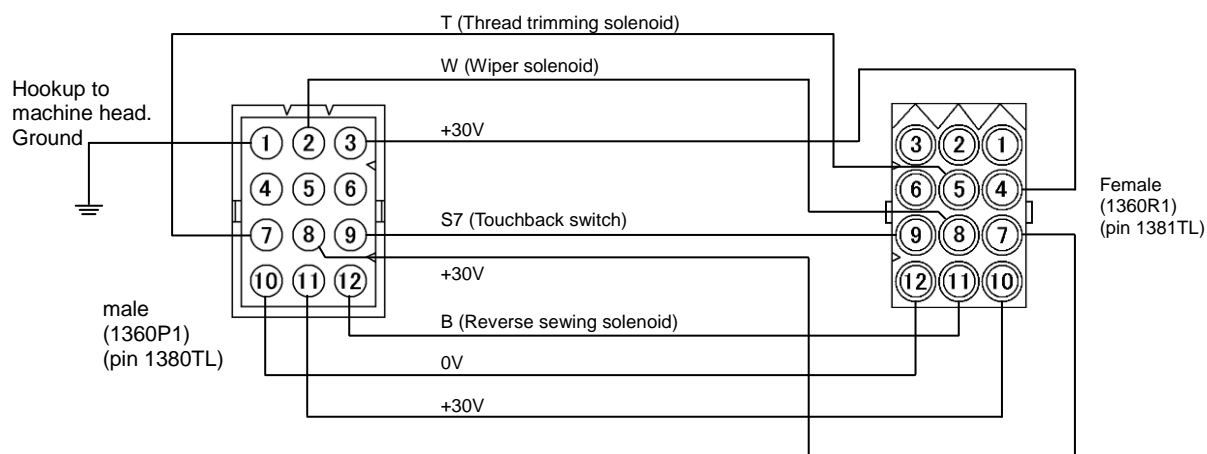 T (Thread trimming solenoid)
W (Wiper solenoid)
Hookup to
machine head.
Ground
+30V
1 2 3
4 5 6
7 8 9
10 11 12
male
(1360P1)
(pin 1380TL)
S7 (Touchback switch)
+30V
B (Reverse sewing solenoid)
0V
+30V
3 2 1
6 5 4
9 8 7
12 11 10
Female
(1360R1)
(pin 1381TL)